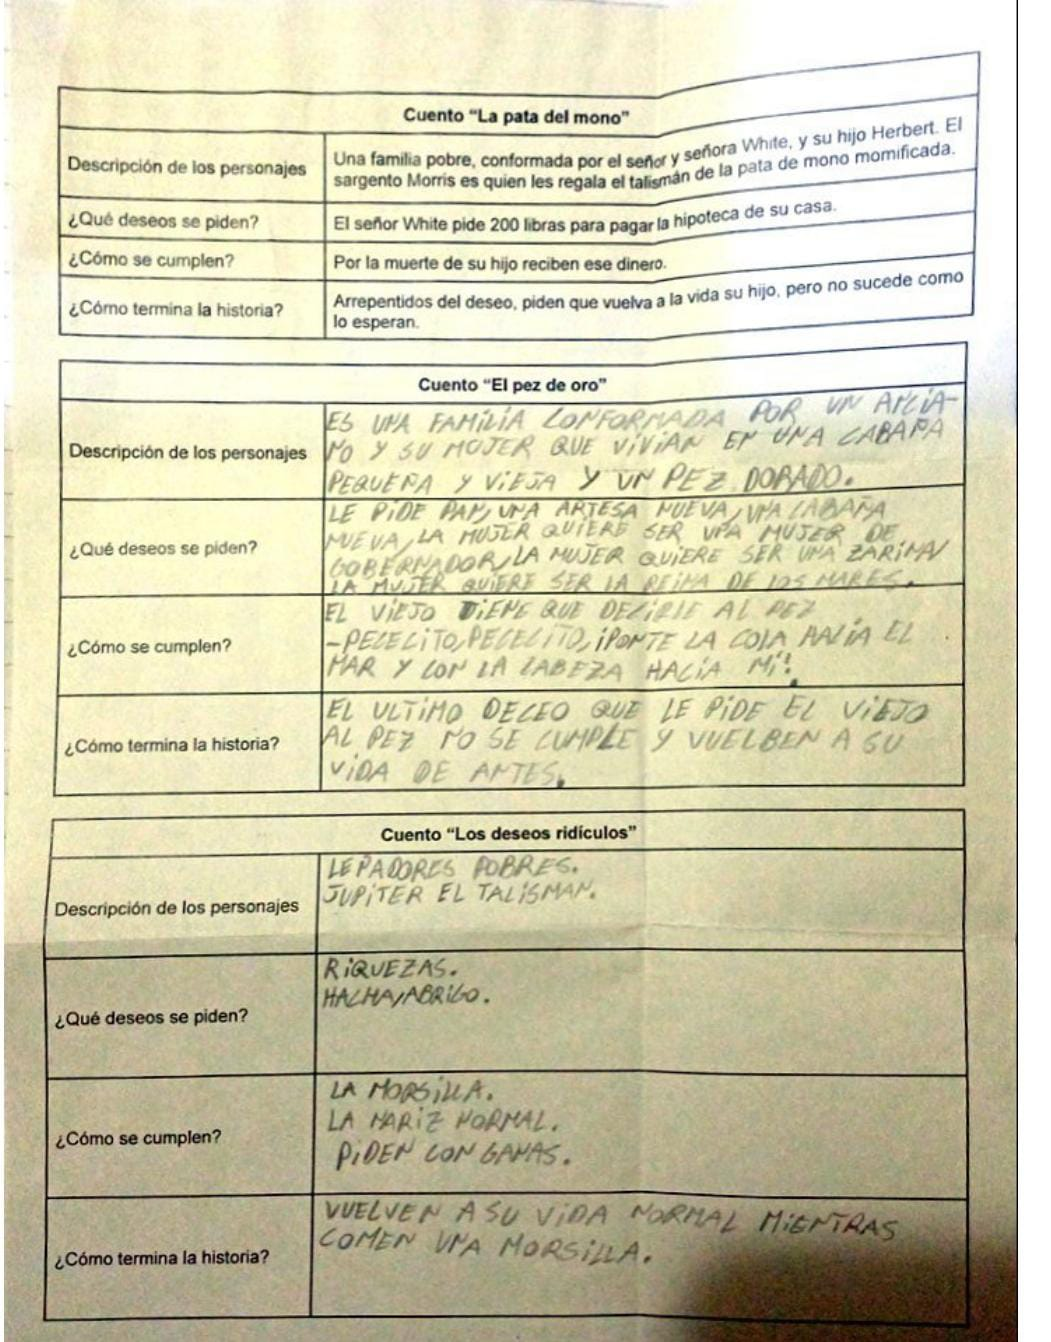 Cuento “La pata del mono”
Descripción de los personajes
Una familia pobre, conformada por el señor y señora White, y su hijo Herbert. El
sargento Morris es quien les regala el talismán de la pata de mono momificada.
¿Qué deseos se piden?
El señor White pide 200 libras para pagar la hipoteca de su casa.
¿Cómo se cumplen?
Por la muerte de su hijo reciben ese dinero.
¿Cómo termina la historia?
Arrepentidos del deseo, piden que vuelva a la vida su hijo, pero no sucede como
lo esperan.
Cuento “El pez de oro”
Descripción de los personajes
ES UNA FAMILIA CONFORMADA POR UN ANCIA-
NO Y SU MUJER QUE VIVIAN EN UNA CABAÑA
PEQUEÑA Y VIEJA Y UN PEZ DORADO.
¿Qué deseos se piden?
LE PIDE PAN, UNA ARTESA NUEVA, UNA CABAÑA
NUEVA, LA MUJER QUIERE SER UNA MUJER DE
GOBERNADOR, LA MUJER QUIERE SER UNA ZARINA,
LA MUJER QUIERE SER LA REINA DE LOS MARES.
¿Cómo se cumplen?
EL VIEJO TIENE QUE DECIRLE AL PEZ
-PECECITO, PECECITO, ¡PONTE LA COLA HACIA EL
MAR Y CON LA CABEZA HACIA MI!.
¿Cómo termina la historia?
EL ULTIMO DECEO QUE LE PIDE EL VIEJO
AL PEZ NO SE CUMPLE Y VUELBEN A SU
VIDA DE ANTES.
Cuento “Los deseos ridículos”
Descripción de los personajes
LEÑADORES POBRES.
JUPITER EL TALISMAN.
¿Qué deseos se piden?
RIQUEZAS.
HACHA, ABRIGO.
¿Cómo se cumplen?
LA MORSILLA.
LA NARIZ NORMAL.
PIDEN CON GANAS.
¿Cómo termina la historia?
VUELVEN A SU VIDA NORMAL MIENTRAS
COMEN UNA MORSILLA.